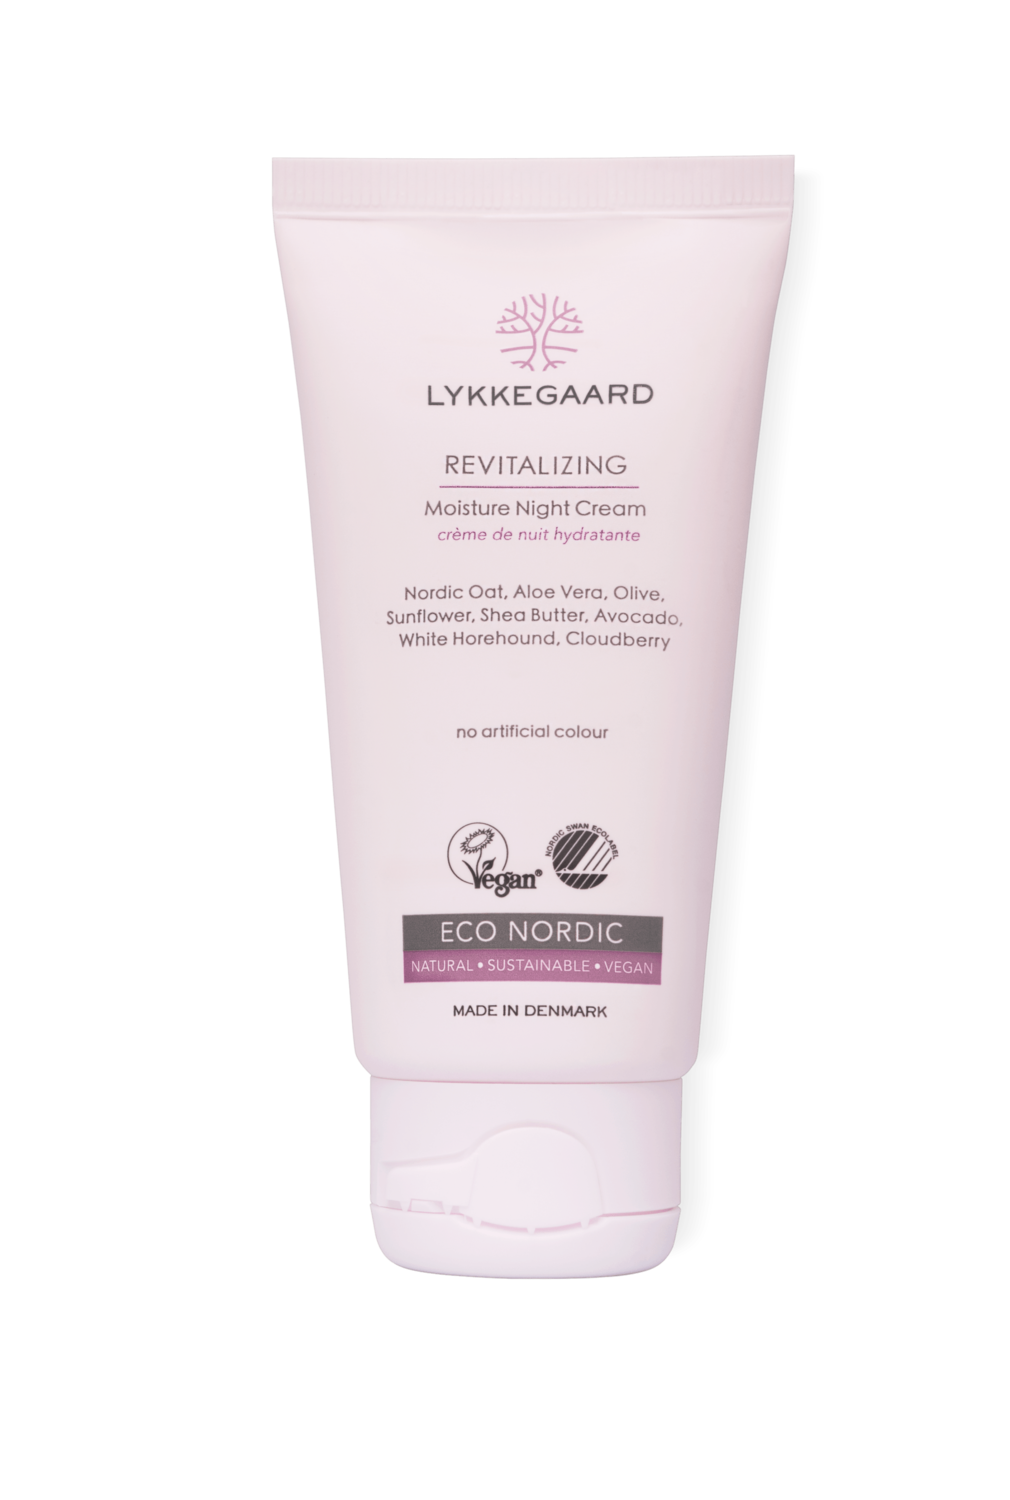 LYKKEGAARD
REVITALIZING
Moisture Night Cream
crème de nuit hydratante
Nordic Oat, Aloe Vera, Olive,
Sunflower, Shea Butter, Avocado,
White Horehound, Cloudberry
no artificial colour
Vegan®
NORDIC SWAN ECOLABEL
ECO NORDIC
NATURAL • SUSTAINABLE • VEGAN
MADE IN DENMARK